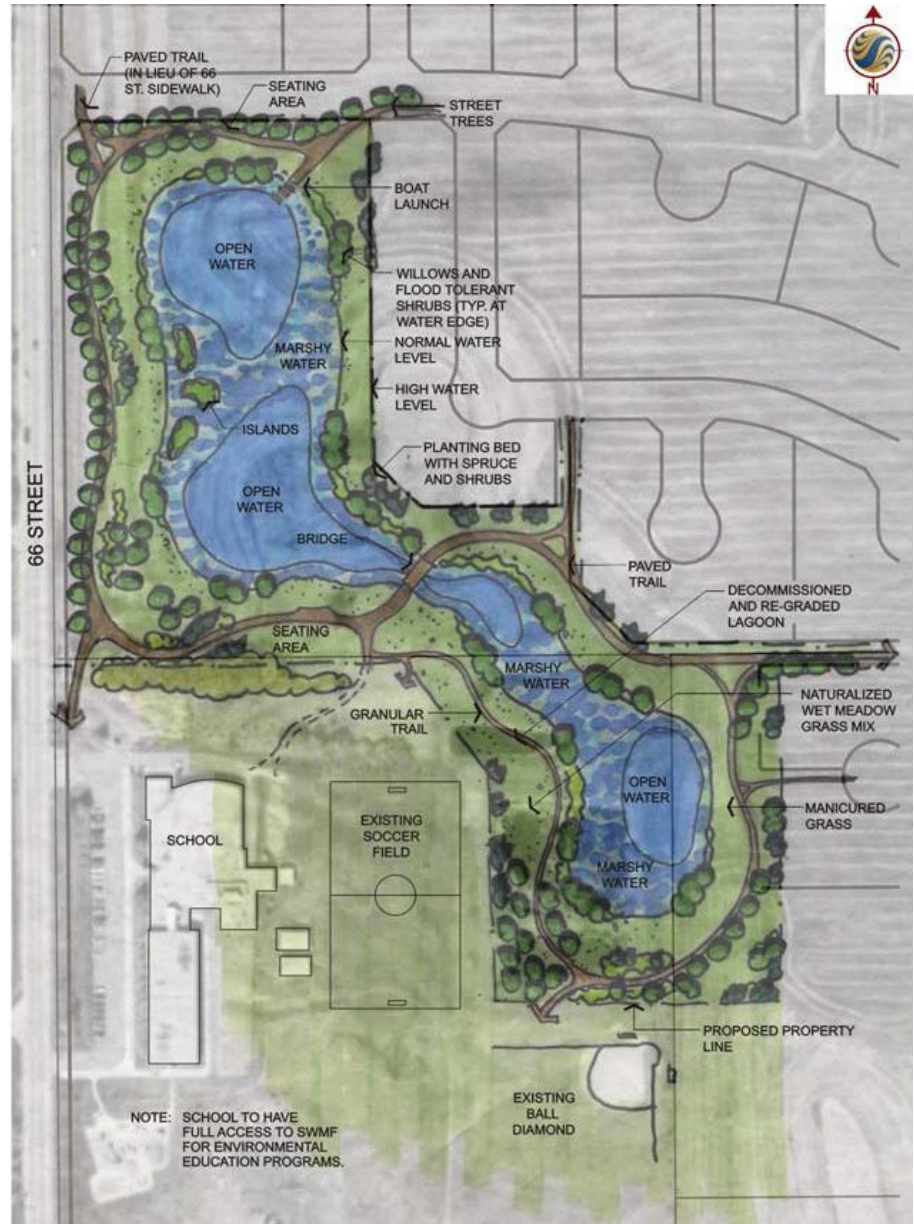 N
PAVED TRAIL
(IN LIEU OF 66
ST. SIDEWALK)
SEATING
AREA
STREET
TREES
BOAT
LAUNCH
OPEN
WATER
WILLOWS AND
FLOOD TOLERANT
SHRUBS (TYP. AT
WATER EDGE)
MARSHY
WATER
NORMAL WATER
LEVEL
HIGH WATER
LEVEL
ISLANDS
PLANTING BED
WITH SPRUCE
AND SHRUBS
66 STREET
OPEN
WATER
BRIDGE
PAVED
TRAIL
DECOMMISSIONED
AND RE-GRADED
LAGOON
SEATING
AREA
MARSHY
WATER
NATURALIZED
WET MEADOW
GRASS MIX
GRANULAR
TRAIL
OPEN
WATER
MANICURED
GRASS
SCHOOL
EXISTING
SOCCER
FIELD
MARSHY
WATER
PROPOSED PROPERTY
LINE
EXISTING
BALL
DIAMOND
NOTE: SCHOOL TO HAVE
FULL ACCESS TO SWMF
FOR ENVIRONMENTAL
EDUCATION PROGRAMS.